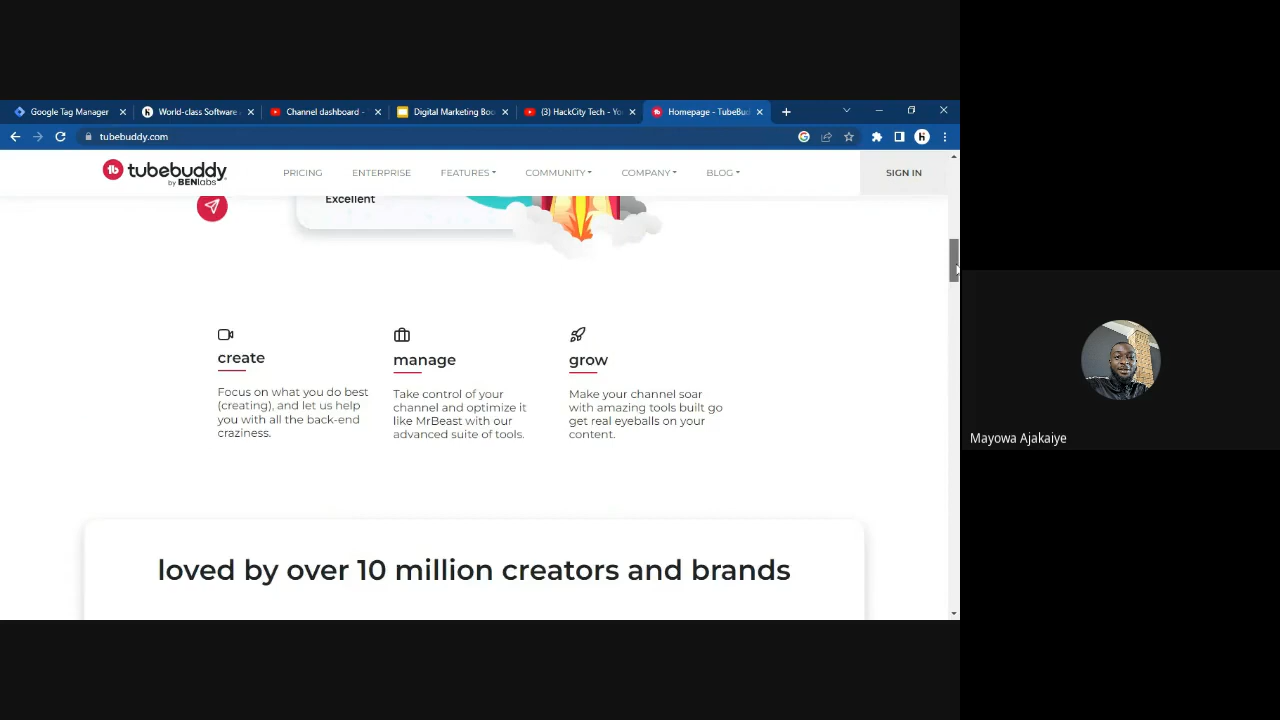 Google Tag Manager
World-class Software
Channel dashboard -
Digital Marketing Boo
(3) HackCity Tech - Yo
Homepage - TubeBud
tubebuddy.com
tubebuddy
by BENlabs
PRICING
ENTERPRISE
FEATURES
COMMUNITY
COMPANY
BLOG
SIGN IN
Excellent
create
Focus on what you do best
(creating), and let us help
you with all the back-end
craziness.
manage
Take control of your
channel and optimize it
like MrBeast with our
advanced suite of tools.
grow
Make your channel soar
with amazing tools built go
get real eyeballs on your
content.
loved by over 10 million creators and brands
Mayowa Ajakaiye